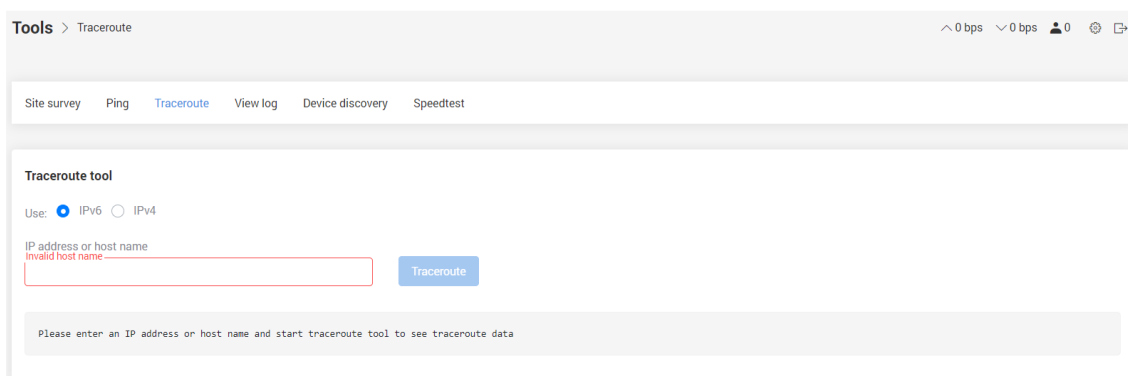 Tools > Traceroute 0 bps 0 bps 0
Site survey Ping Traceroute View log Device discovery Speedtest
Traceroute tool
Use: IPv6 IPv4
IP address or host name
Invalid host name
Traceroute
Please enter an IP address or host name and start traceroute tool to see traceroute data